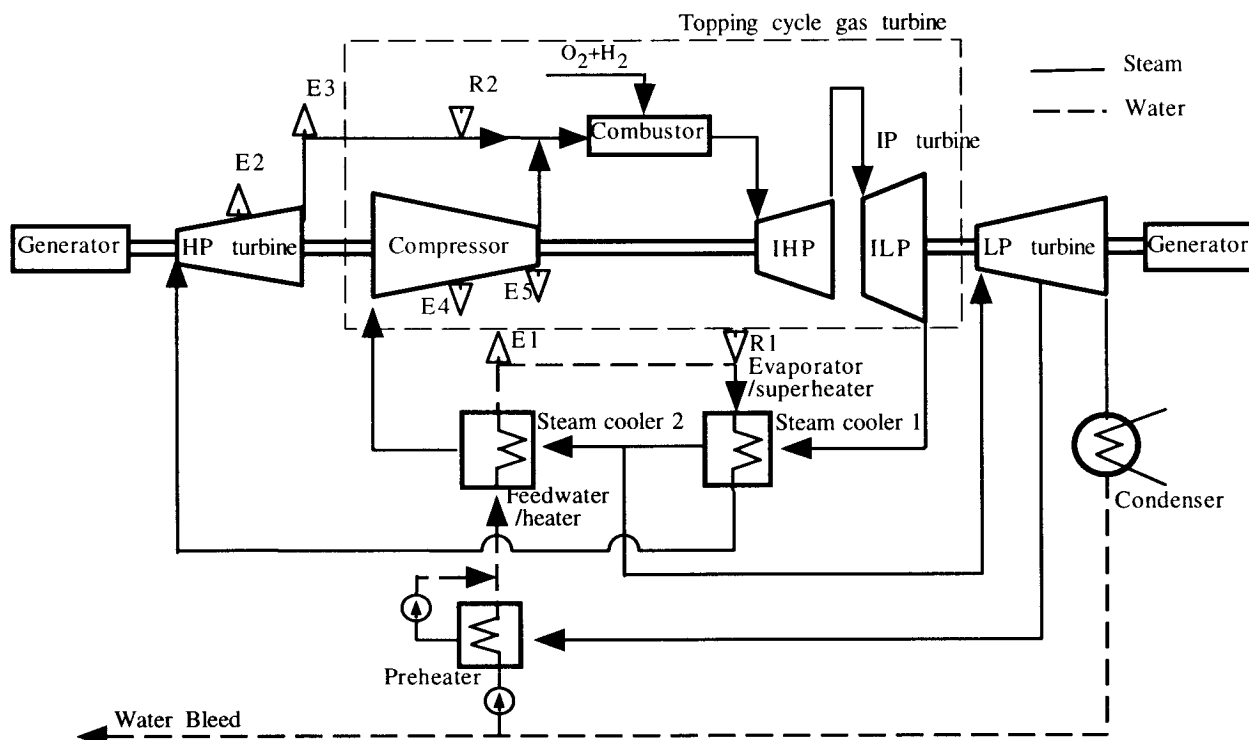 Topping cycle gas turbine
O2+H2
Steam
Water
E3
R2
Combustor
IP turbine
E2
Generator
HP turbine
Compressor
IHP
ILP
LP turbine
Generator
E4
E5
E1
R1
Evaporator
/superheater
Steam cooler 2
Steam cooler 1
Feedwater
/heater
Condenser
Preheater
Water Bleed